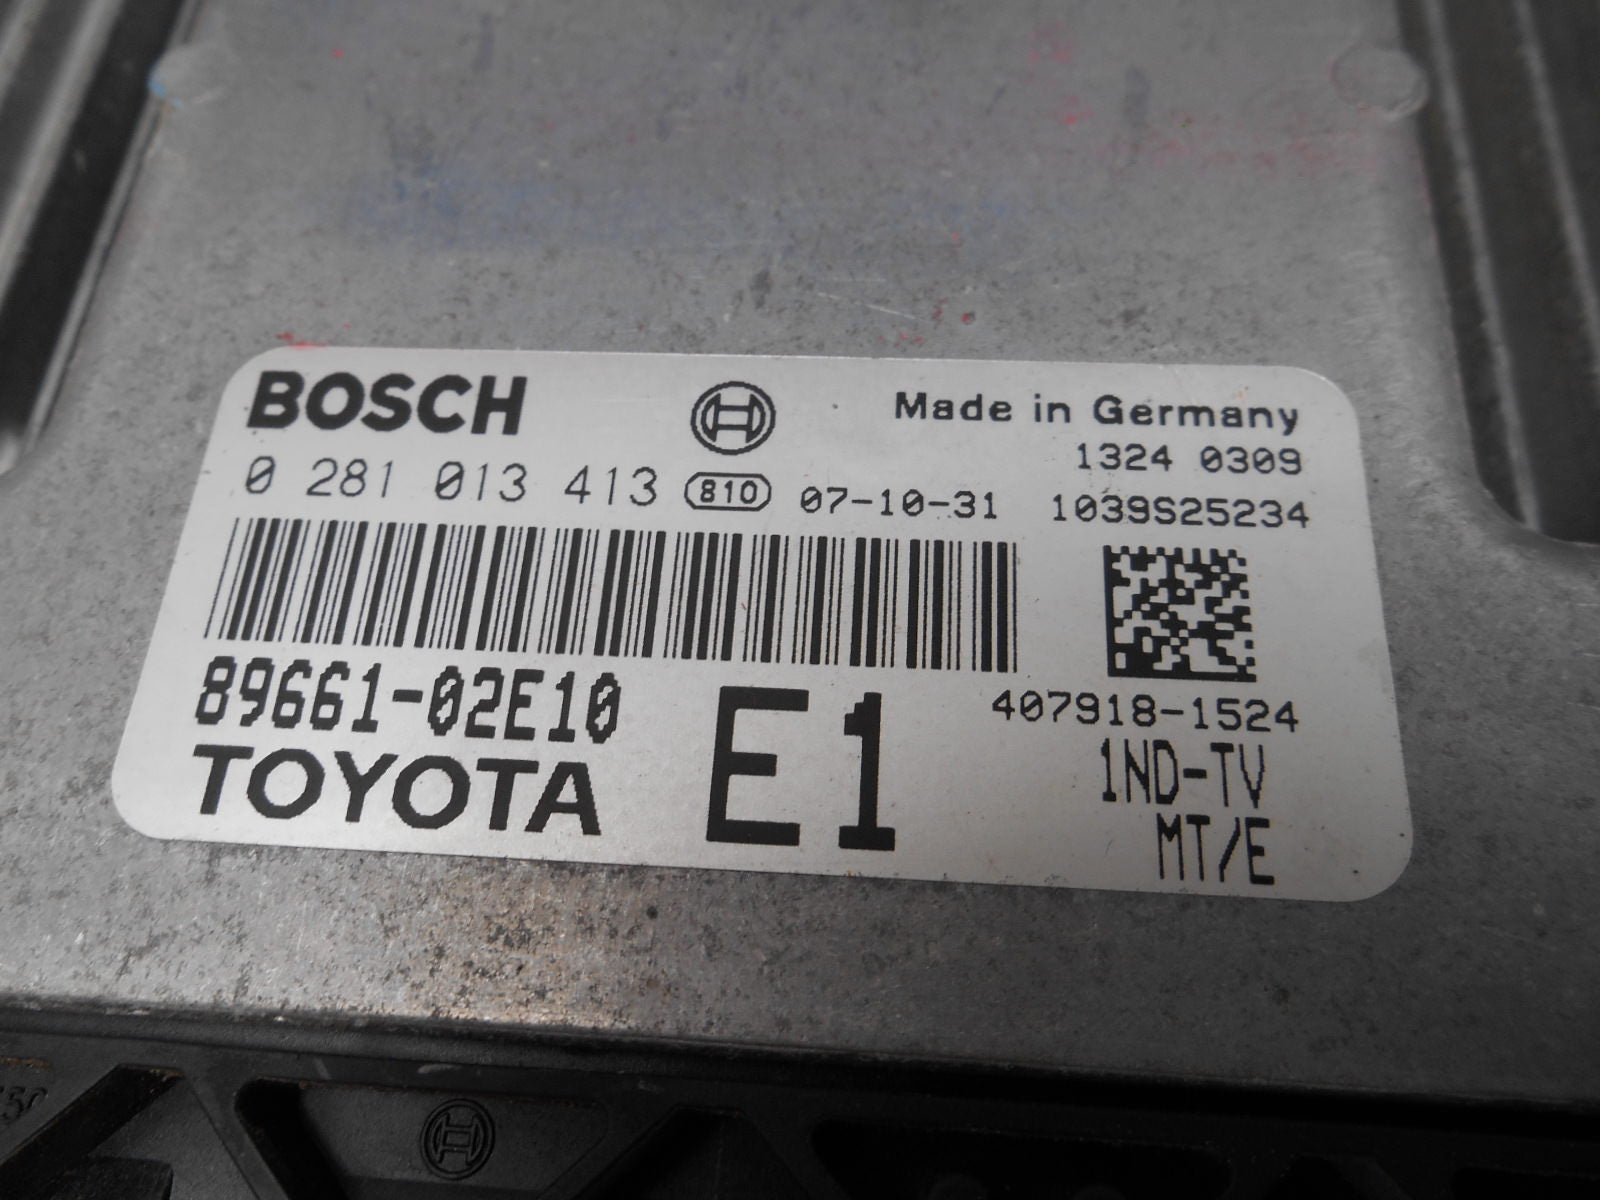 BOSCH
Made in Germany
1324 0309
0 281 013 413 810 07-10-31 1039S25234
89661-02E10
E1
407918-1524
TOYOTA
1ND-TV
MT/E